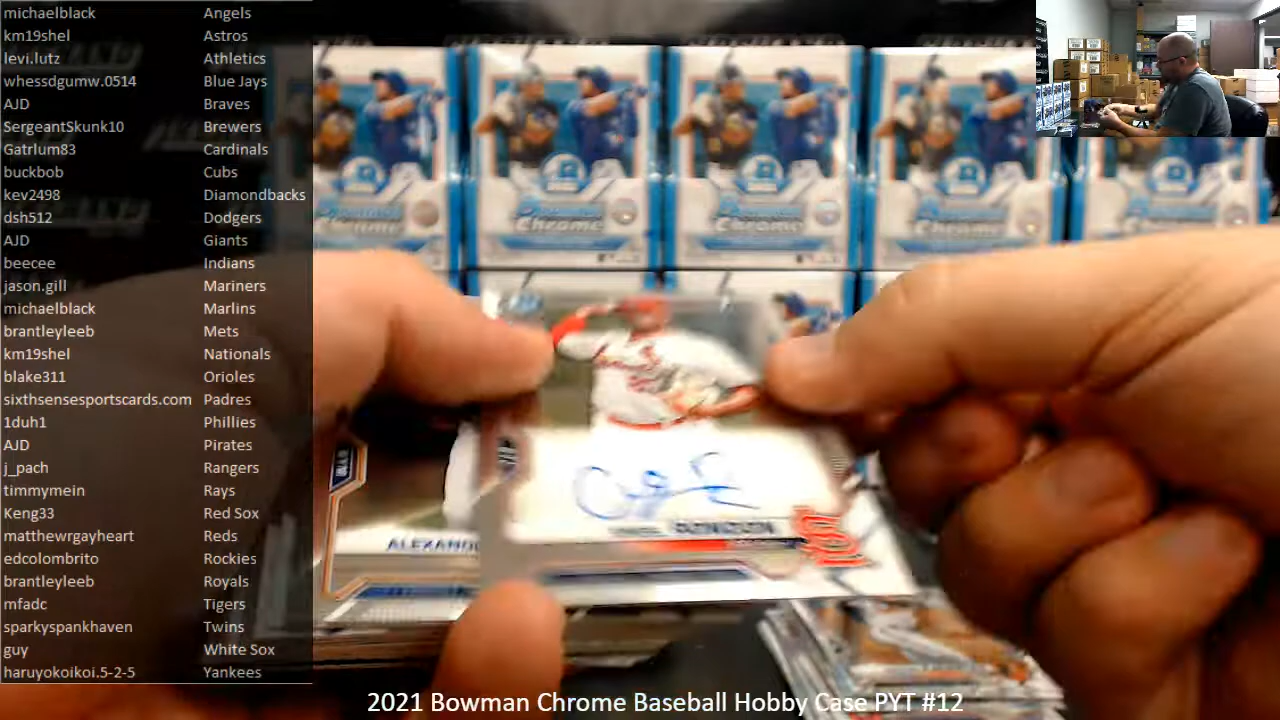 michaelblack Angels
km19shel Astros
levi.lutz Athletics
whessdgumw.0514 Blue Jays
AJD Braves
SergeantSkunk10 Brewers
Gatrlum83 Cardinals
buckbob Cubs
kev2498 Diamondbacks
dsh512 Dodgers
AJD Giants
beecee Indians
jason.gill Mariners
michaelblack Marlins
brantleyleeb Mets
km19shel Nationals
blake311 Orioles
sixthsensesportscards.com Padres
1duh1 Phillies
AJD Pirates
j_pach Rangers
timmymein Rays
Keng33 Red Sox
matthewrgayheart Reds
edcolombrito Rockies
brantleyleeb Royals
mfadc Tigers
sparkyspankhaven Twins
guy White Sox
haruyokoikoi.5-2-5 Yankees
Chrome
Chrome
Chrome
ALEXAND
2021 Bowman Chrome Baseball Hobby Case PYT #12